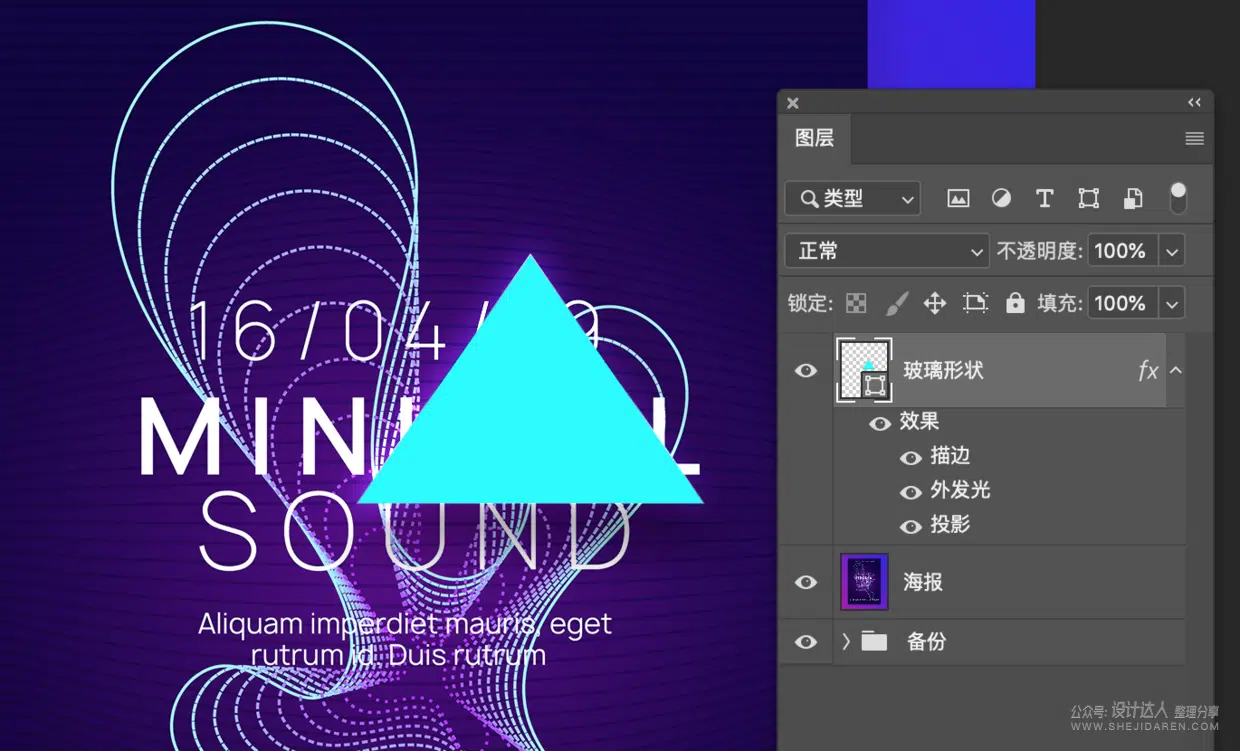 16/04/ 9
MIN L
SOUND
Aliquam imperdiet mauris, eget
rutrum id. Duis rutrum
图层
类型
正常
不透明度: 100%
锁定:
填充: 100%
玻璃形状
fx
效果
描边
外发光
投影
海报
备份
公众号: 设计达人 整理分享
WWW.SHEJIDAREN.COM